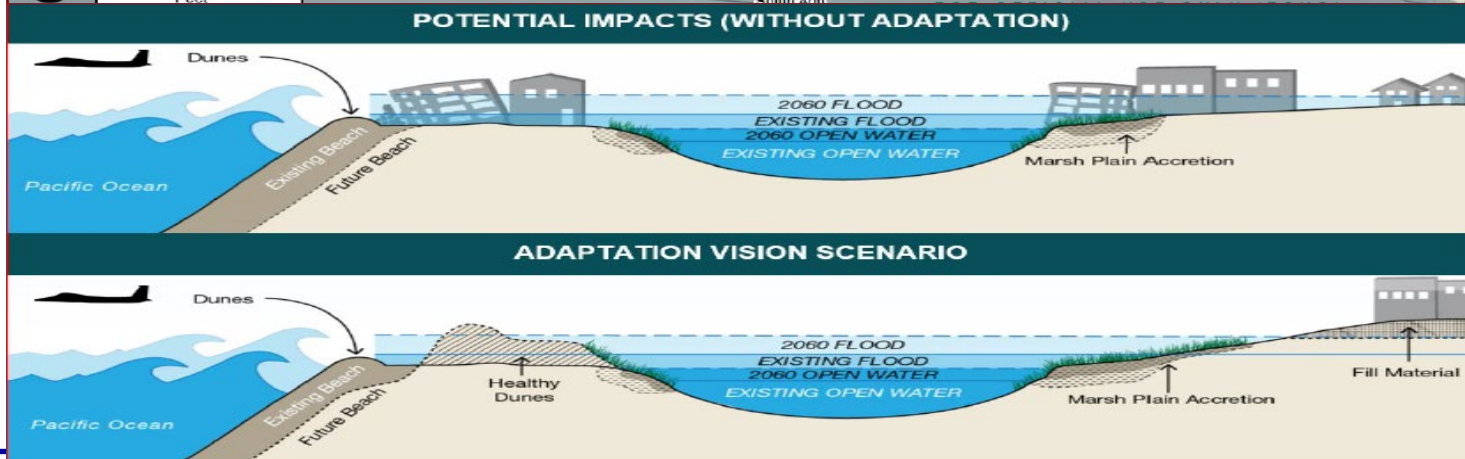 Feet
POTENTIAL IMPACTS (WITHOUT ADAPTATION)
Dunes
2060 FLOOD
EXISTING FLOOD
2060 OPEN WATER
EXISTING OPEN WATER
Marsh Plain Accretion
Existing Beach
Future Beach
Pacific Ocean
ADAPTATION VISION SCENARIO
Dunes
2060 FLOOD
EXISTING FLOOD
2060 OPEN WATER
EXISTING OPEN WATER
Healthy
Dunes
Marsh Plain Accretion
Fill Material
Existing Beach
Future Beach
Pacific Ocean